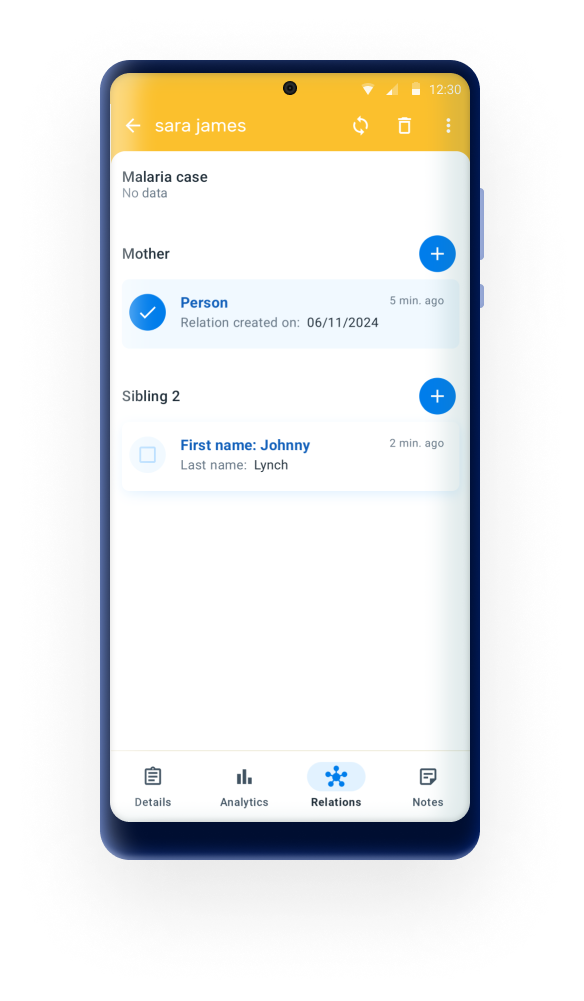 12:30
sara james
Malaria case
No data
Mother
Person 5 min. ago
Relation created on: 06/11/2024
Sibling 2
First name: Johnny 2 min. ago
Last name: Lynch
Details Analytics Relations Notes